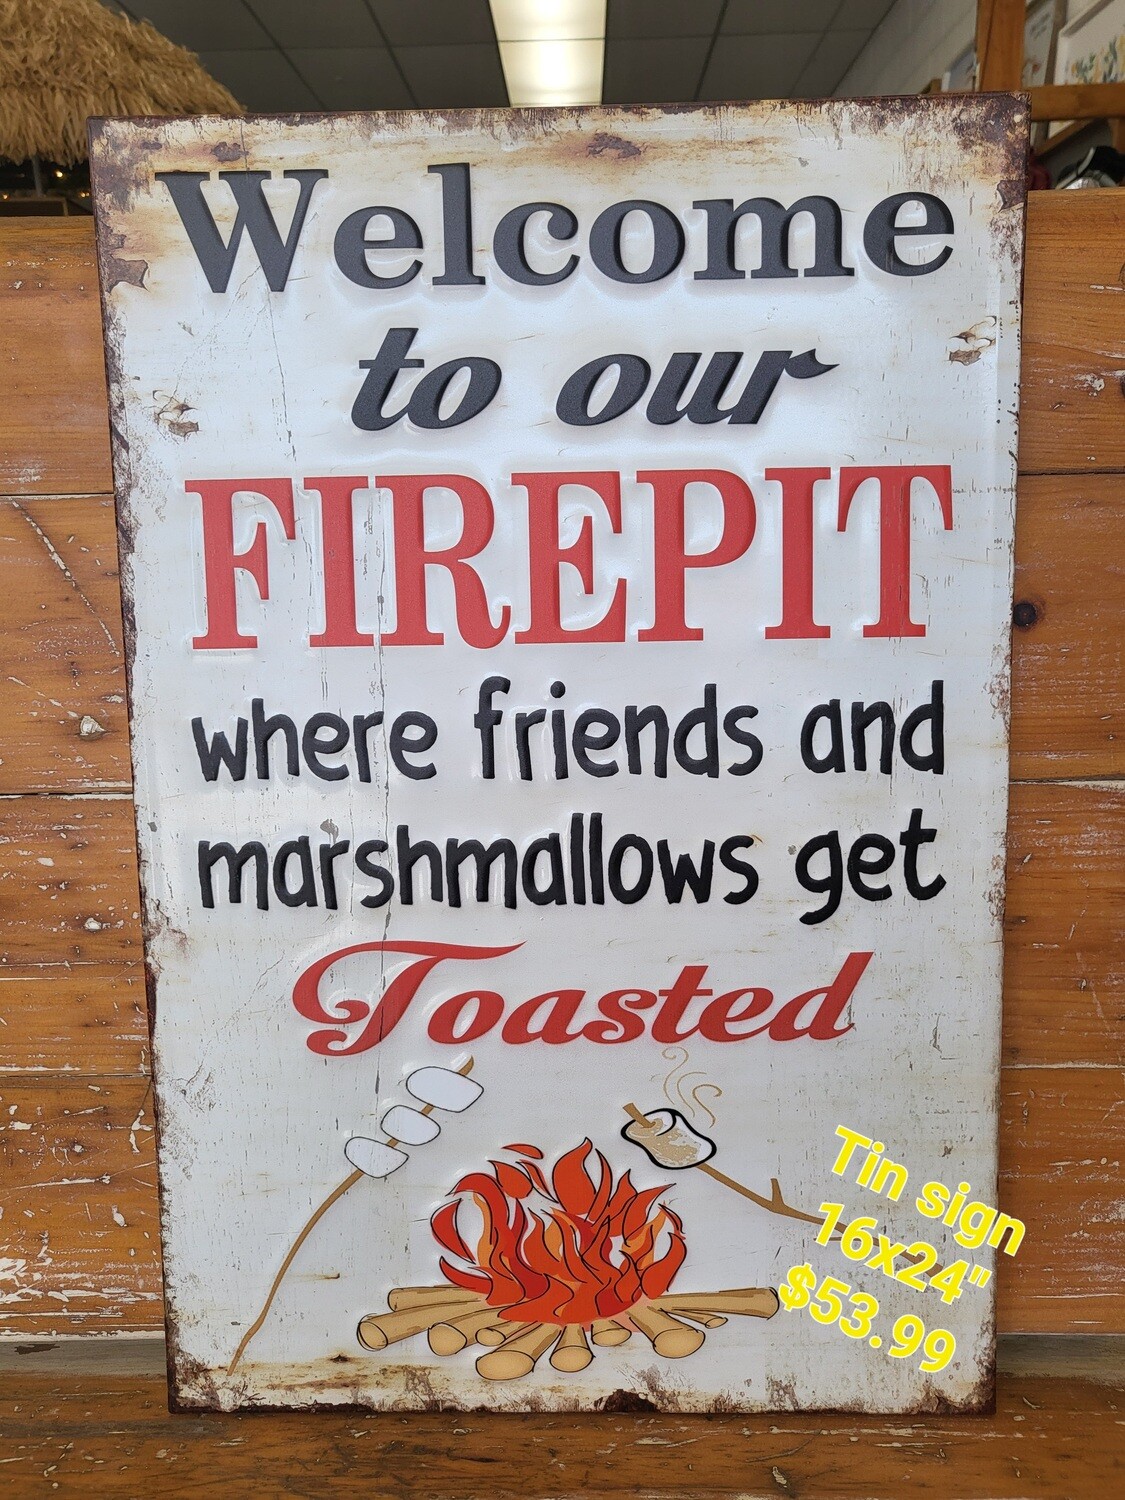 Welcome
to our
FIREPIT
where friends and
marshmallows get
Toasted
Tin sign
16x24"
$53.99